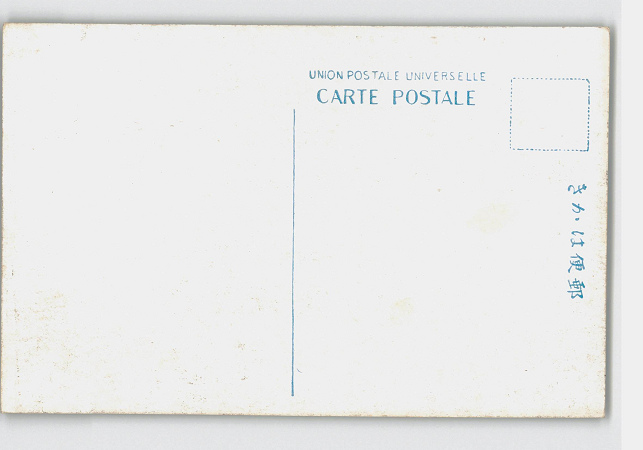 UNION POSTALE UNIVERSELLE
CARTE POSTALE
郵便はかき